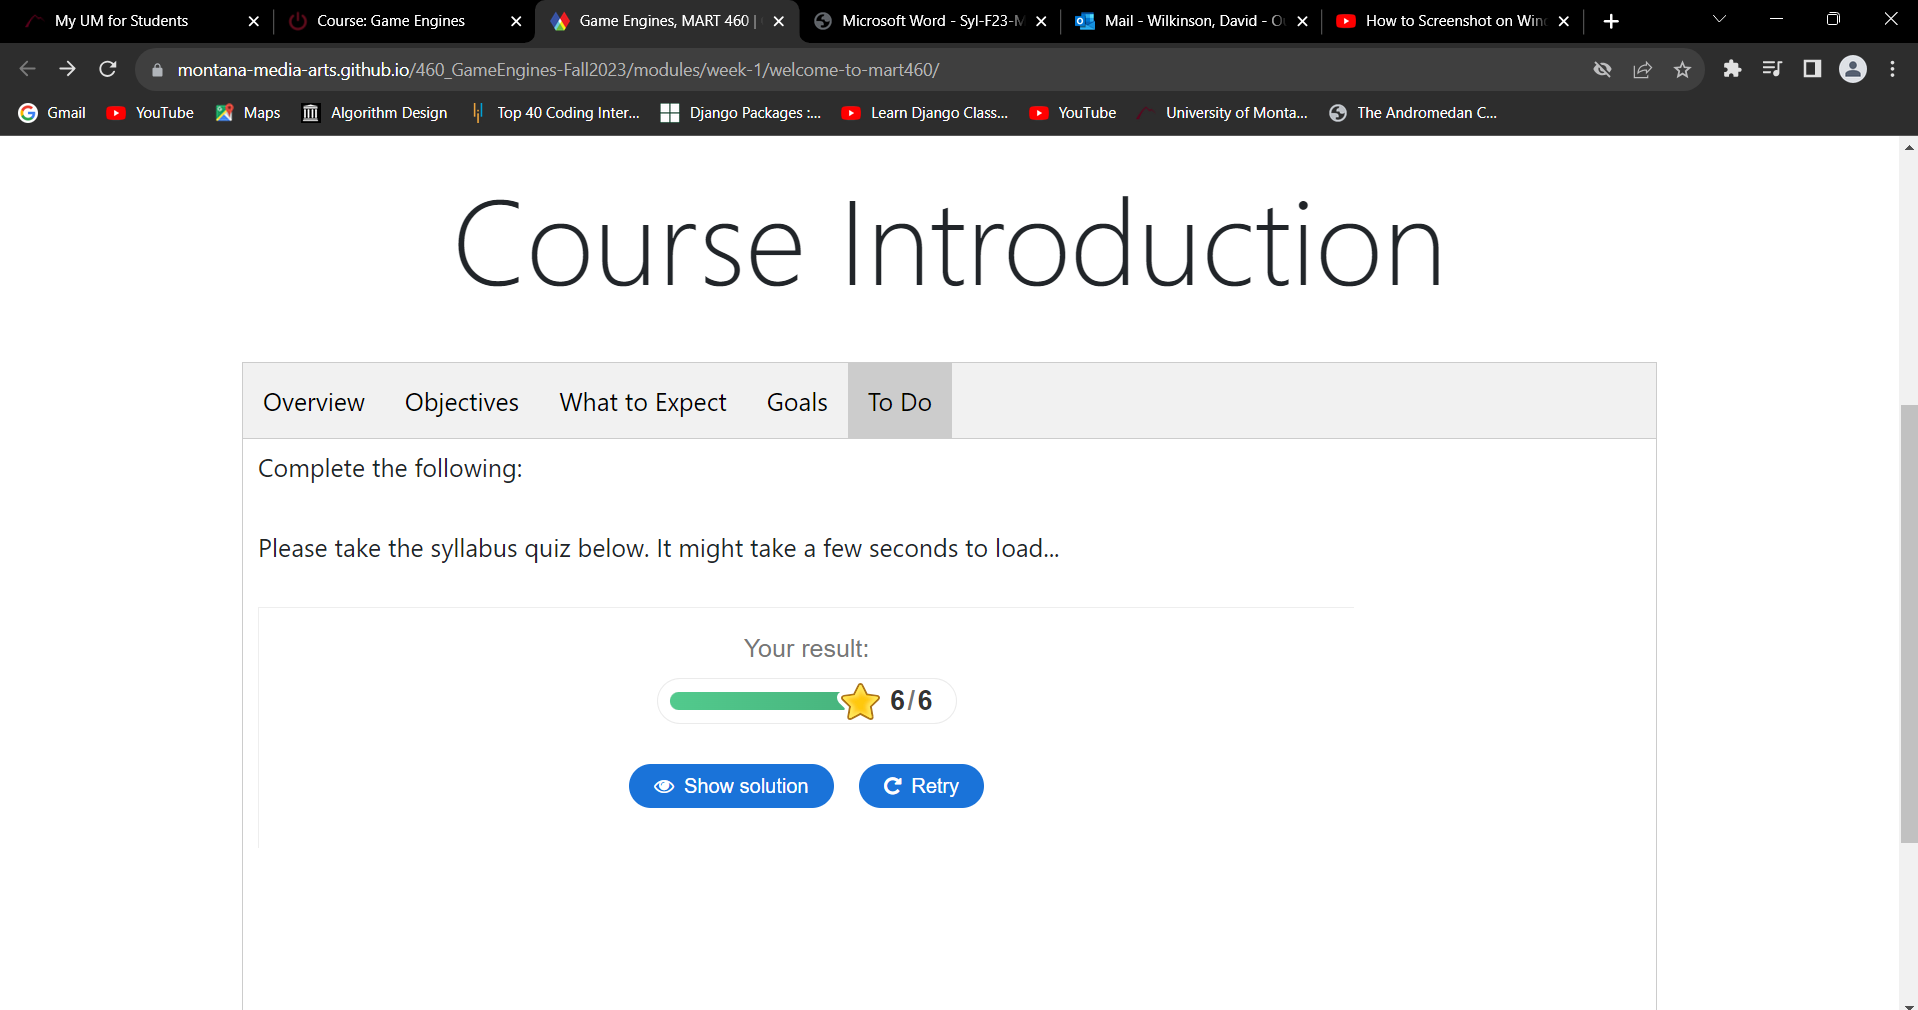 My UM for Students
Course: Game Engines
Game Engines, MART 460 |
Microsoft Word - Syl-F23-M
Mail - Wilkinson, David - Ou
How to Screenshot on Win
montana-media-arts.github.io/460_GameEngines-Fall2023/modules/week-1/welcome-to-mart460/
Gmail
YouTube
Maps
Algorithm Design
Top 40 Coding Inter...
Django Packages :...
Learn Django Class...
YouTube
University of Monta...
The Andromedan C...
Course Introduction
Overview
Objectives
What to Expect
Goals
To Do
Complete the following:
Please take the syllabus quiz below. It might take a few seconds to load...
Your result:
6/6
Show solution
Retry